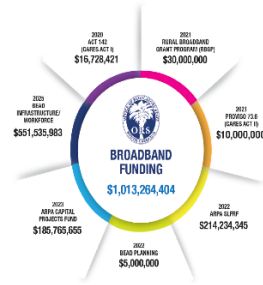 2020
ACT 142
(CARES ACT I)
$16,728,421
2021
RURAL BROADBAND
GRANT PROGRAM (RBGP)
$30,000,000
2021
PROVISO 73.6
(CARES ACT II)
$10,000,000
2022
ARPA SLFRF
$214,234,345
2022
BEAD PLANNING
$5,000,000
2023
ARPA CAPITAL
PROJECTS FUND
$185,765,655
2025
BEAD
INFRASTRUCTURE/
WORKFORCE
$551,535,983
ORS
BROADBAND
FUNDING
$1,013,264,404